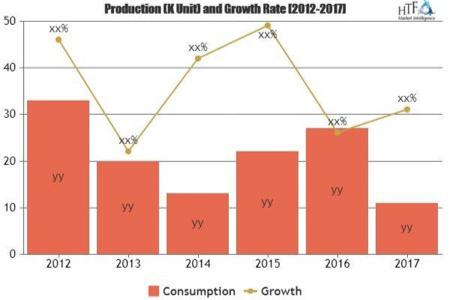 Production (K Unit) and Growth Rate [2012-2017]
HTF
Market Intelligence
50
40
30
20
10
0
xx%
xx%
xx%
xx%
xx%
xx%
yy
yy
yy
yy
yy
yy
2012 2013 2014 2015 2016 2017
Consumption Growth